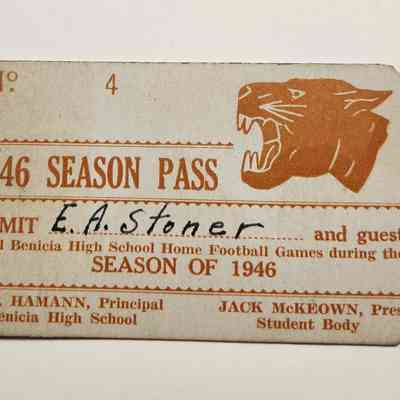 No 4
46 SEASON PASS
MIT E. A. Stoner and guest
l Benicia High School Home Football Games during the
SEASON OF 1946
. HAMANN, Principal JACK McKEOWN, Pres
enicia High School Student Body